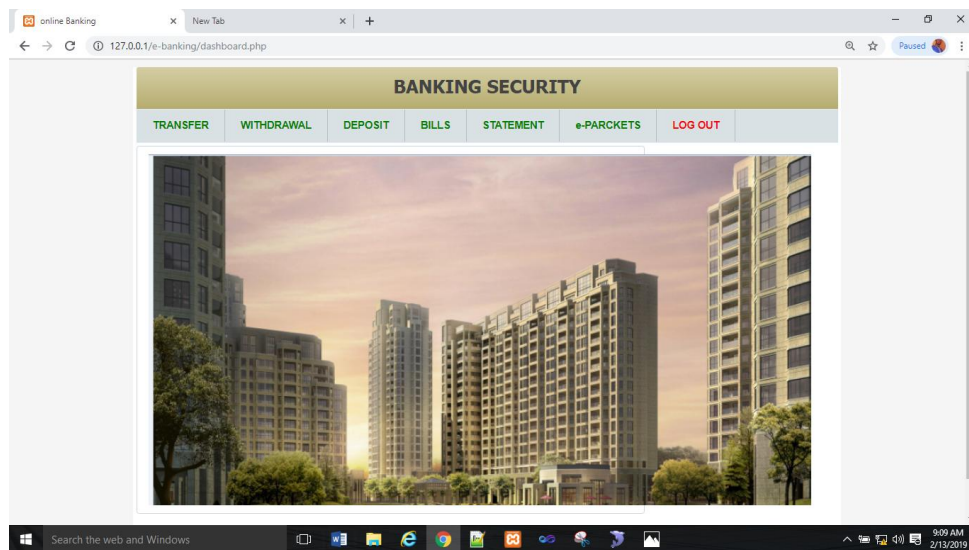 online Banking
New Tab
127.0.0.1/e-banking/dashboard.php
Paused
BANKING SECURITY
TRANSFER WITHDRAWAL DEPOSIT BILLS STATEMENT e-PARCKETS LOG OUT
Search the web and Windows
9:09 AM
2/13/2019